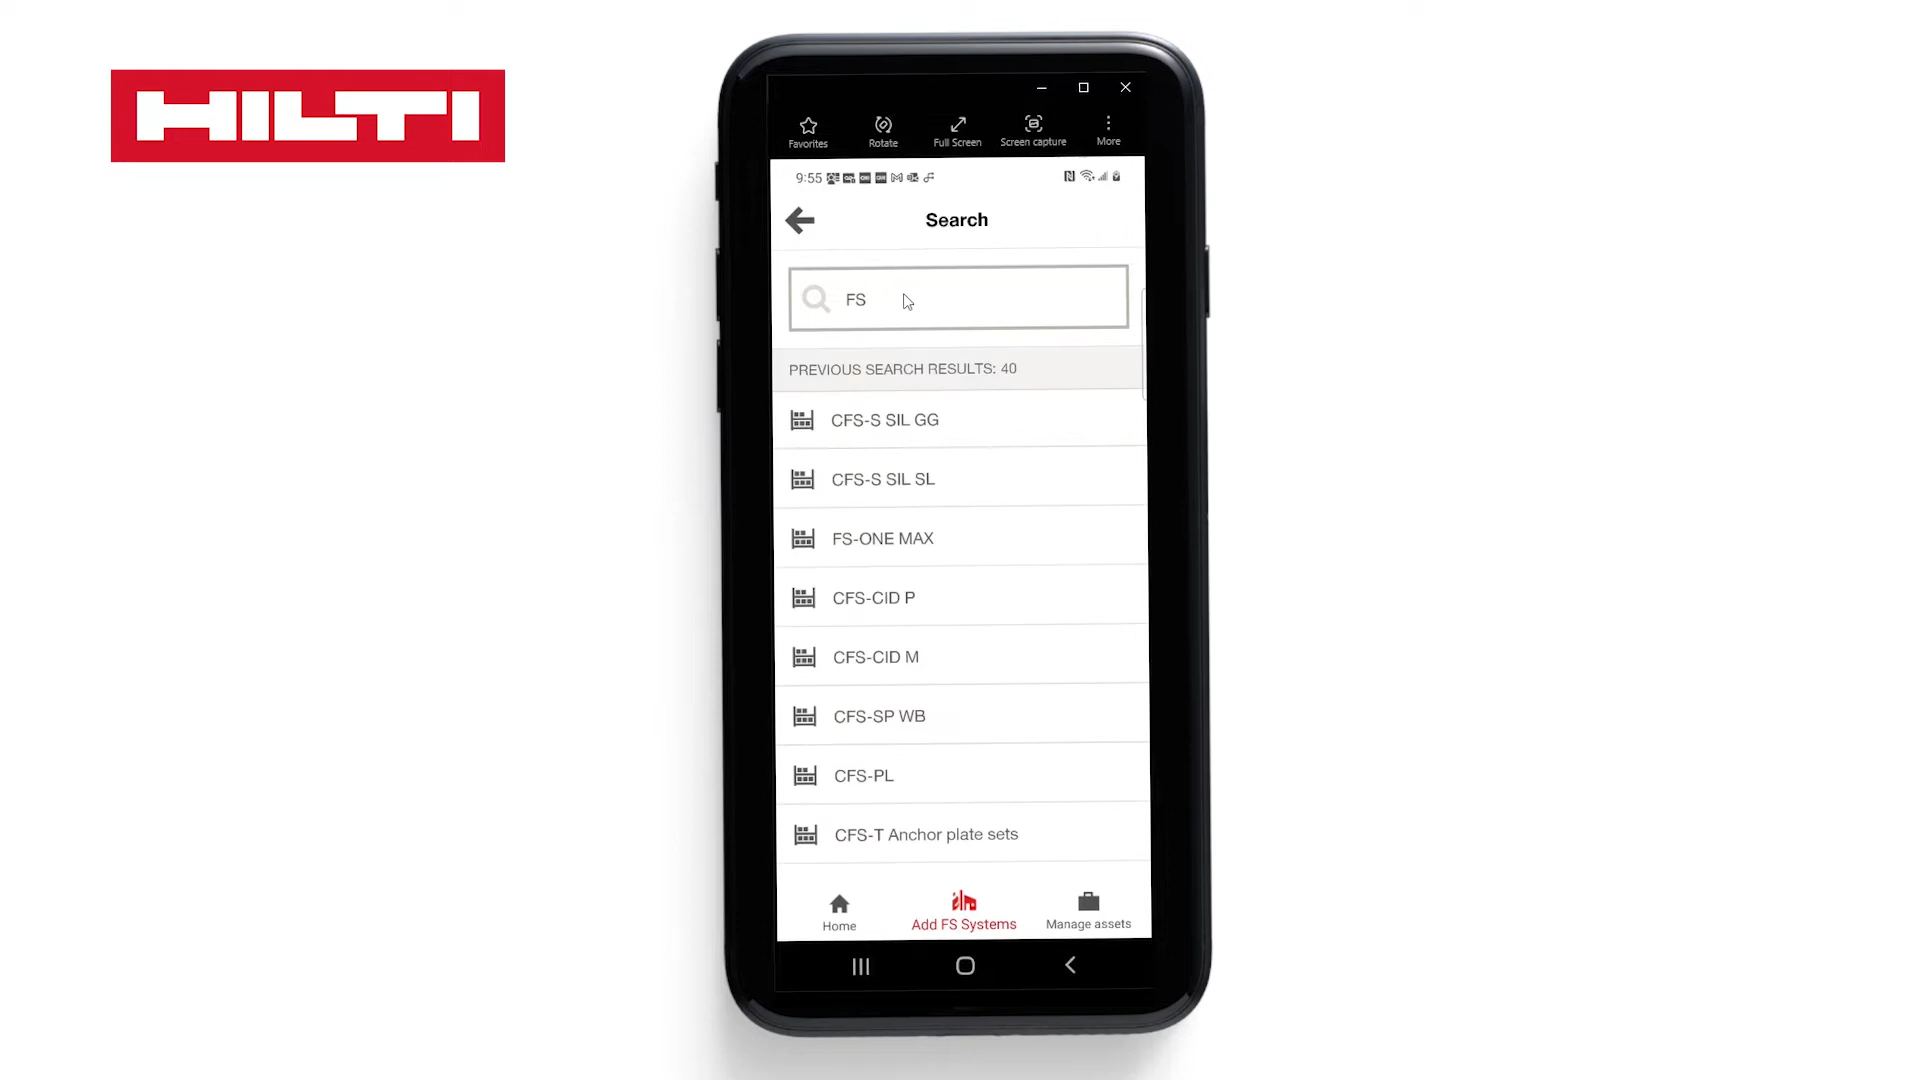 HILTI
Favorites Rotate Full Screen Screen capture More
9:55
Search
FS
PREVIOUS SEARCH RESULTS: 40
CFS-S SIL GG
CFS-S SIL SL
FS-ONE MAX
CFS-CID P
CFS-CID M
CFS-SP WB
CFS-PL
CFS-T Anchor plate sets
Home Add FS Systems Manage assets